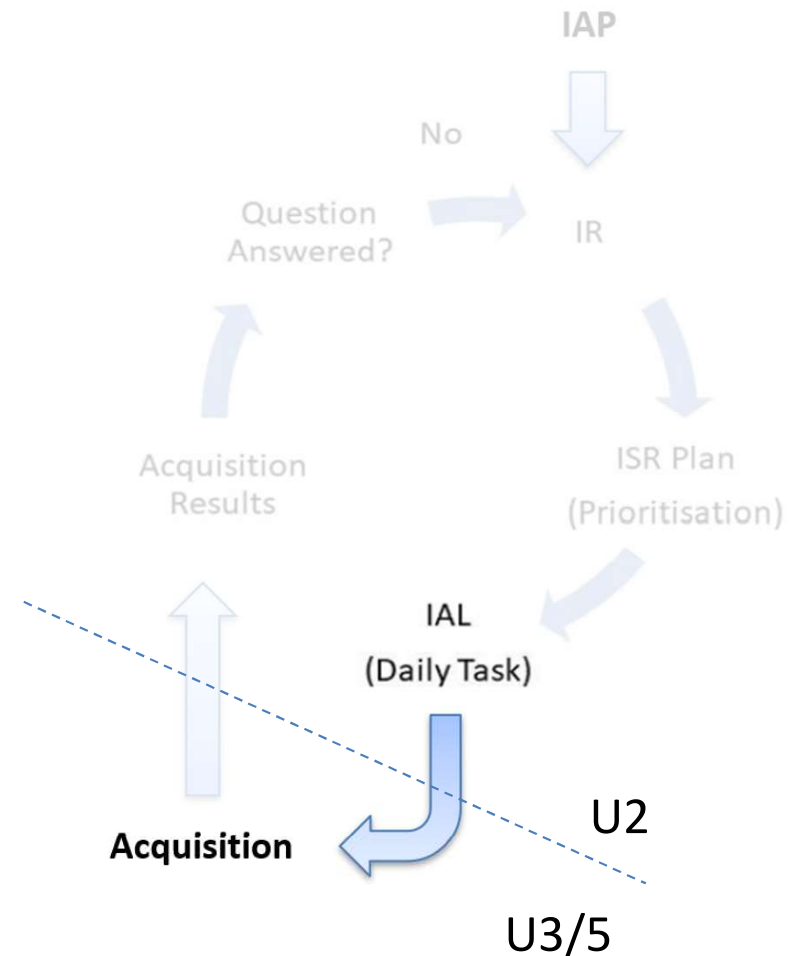 IAP
No
Question
Answered?
IR
Acquisition
Results
ISR Plan
(Prioritisation)
IAL
(Daily Task)
U2
Acquisition
U3/5